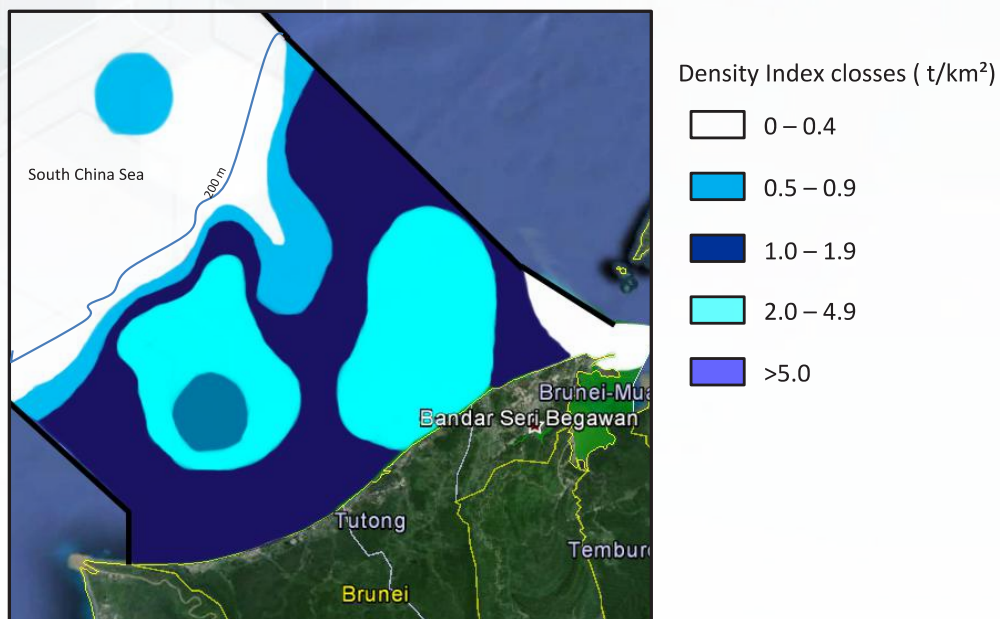 South China Sea
200 m
Brunei-Mua
Bandar Seri Begawan
Tutong
Tembur
Brunei
Density Index closses ( t/km²)
0 – 0.4
0.5 – 0.9
1.0 – 1.9
2.0 – 4.9
>5.0